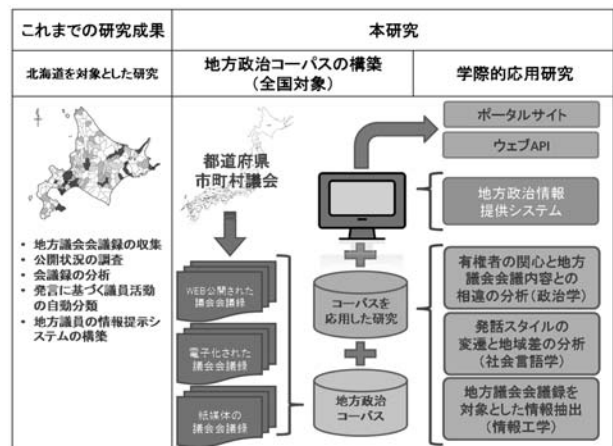 これまでの研究成果
本研究
北海道を対象とした研究
地方政治コーパスの構築
(全国対象)
学際的応用研究
・ 地方議会会議録の収集
・ 公開状況の調査
・ 会議録の分析
・ 発言に基づく議員活動
の自動分類
・ 地方議員の情報提示シ
ステムの構築
都道府県
市町村議会
WEB公開された
議会会議録
電子化された
議会会議録
紙媒体の
議会会議録
コーパスを
応用した研究
地方政治
コーパス
ポータルサイト
ウェブAPI
地方政治情報
提供システム
有権者の関心と地方
議会会議内容との
相違の分析(政治学)
発話スタイルの
変遷と地域差の分析
(社会言語学)
地方議会会議録を
対象とした情報抽出
(情報工学)